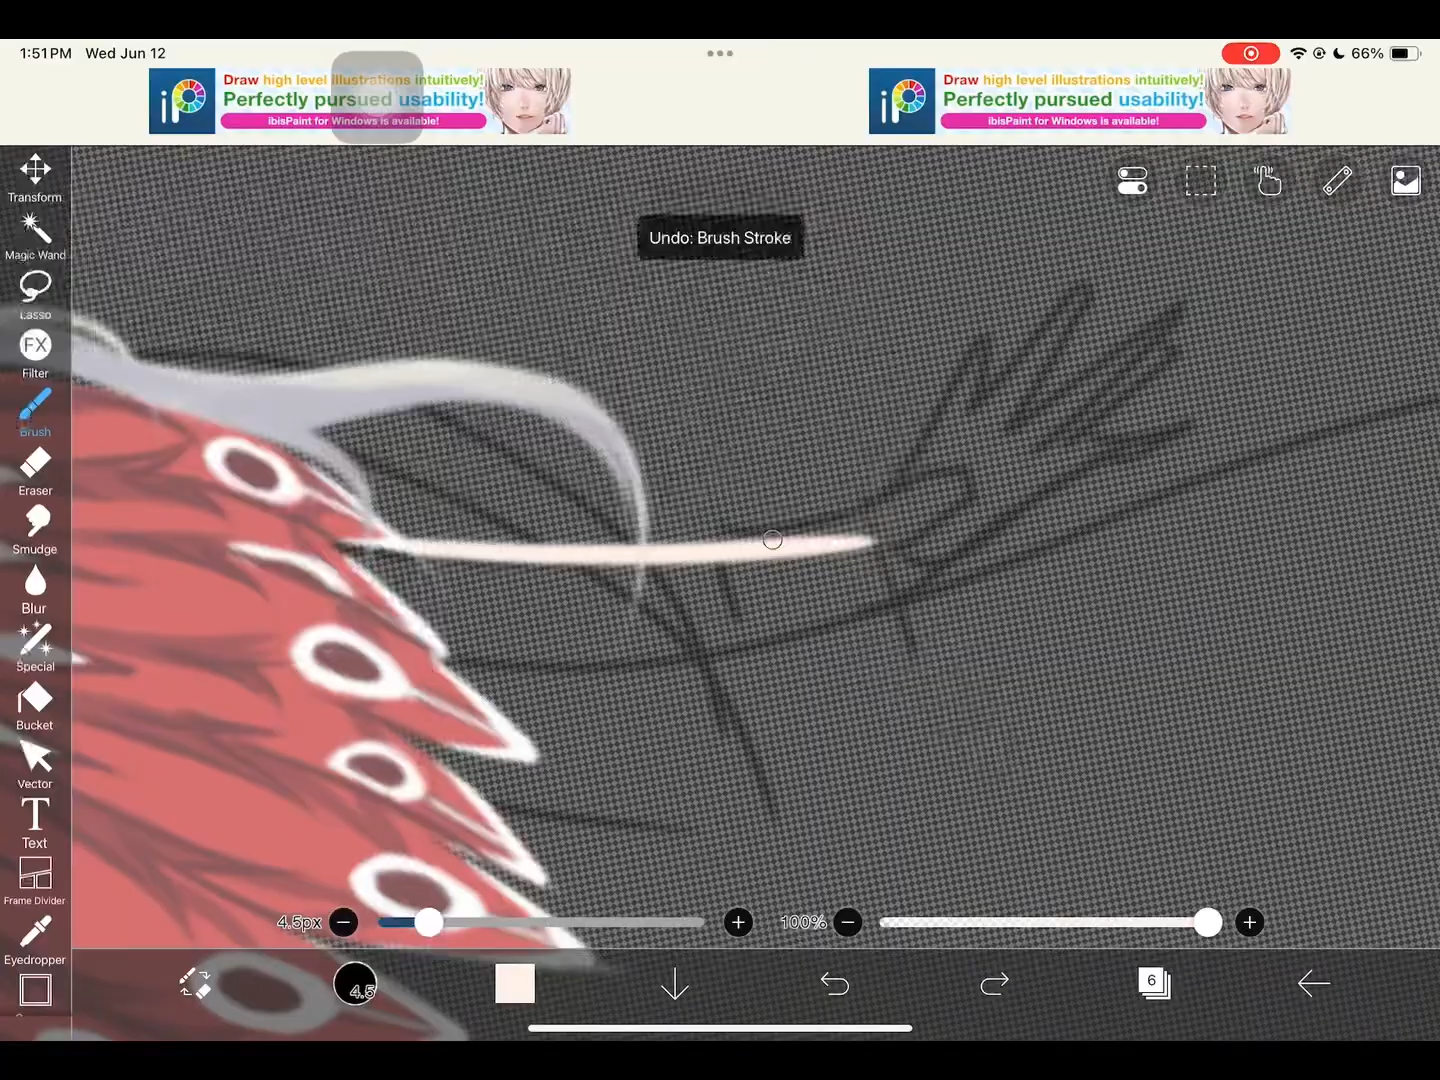 1:51PM Wed Jun 12
66%
Draw high level illustrations intuitively!
Perfectly pursued usability!
ibisPaint for Windows is available!
Draw high level illustrations intuitively!
Perfectly pursued usability!
ibisPaint for Windows is available!
Transform
Magic Wand
Lasso
FX
Filter
Brush
Eraser
Smudge
Blur
Special
Bucket
Vector
T
Text
Frame Divider
Eyedropper
Undo: Brush Stroke
4.5px
100%
4.5
6